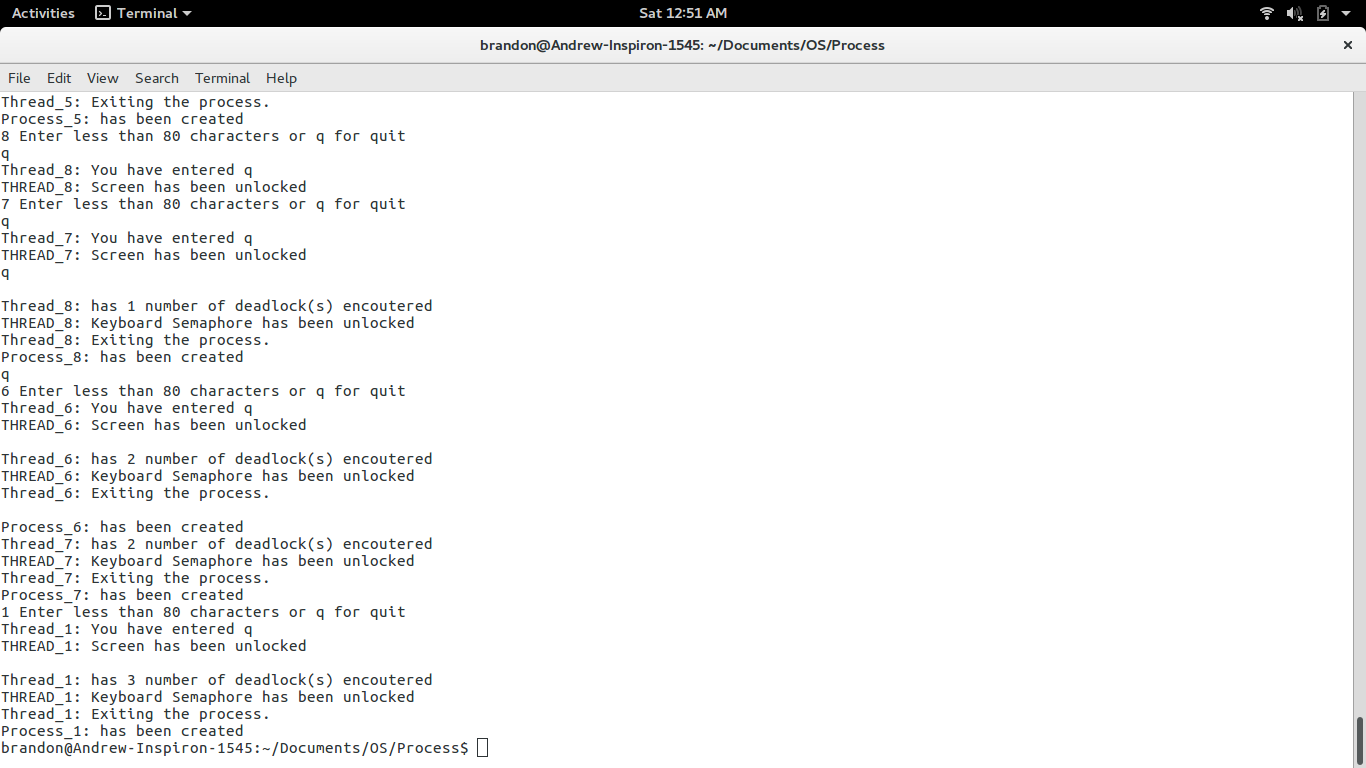 Activities Terminal Sat 12:51 AM
brandon@Andrew-Inspiron-1545: ~/Documents/OS/Process
File Edit View Search Terminal Help
Thread_5: Exiting the process.
Process_5: has been created
8 Enter less than 80 characters or q for quit
q
Thread_8: You have entered q
THREAD_8: Screen has been unlocked
7 Enter less than 80 characters or q for quit
q
Thread_7: You have entered q
THREAD_7: Screen has been unlocked
q
Thread_8: has 1 number of deadlock(s) encoutered
THREAD_8: Keyboard Semaphore has been unlocked
Thread_8: Exiting the process.
Process_8: has been created
q
6 Enter less than 80 characters or q for quit
Thread_6: You have entered q
THREAD_6: Screen has been unlocked
Thread_6: has 2 number of deadlock(s) encoutered
THREAD_6: Keyboard Semaphore has been unlocked
Thread_6: Exiting the process.
Process_6: has been created
Thread_7: has 2 number of deadlock(s) encoutered
THREAD_7: Keyboard Semaphore has been unlocked
Thread_7: Exiting the process.
Process_7: has been created
1 Enter less than 80 characters or q for quit
Thread_1: You have entered q
THREAD_1: Screen has been unlocked
Thread_1: has 3 number of deadlock(s) encoutered
THREAD_1: Keyboard Semaphore has been unlocked
Thread_1: Exiting the process.
Process_1: has been created
brandon@Andrew-Inspiron-1545:~/Documents/OS/Process$